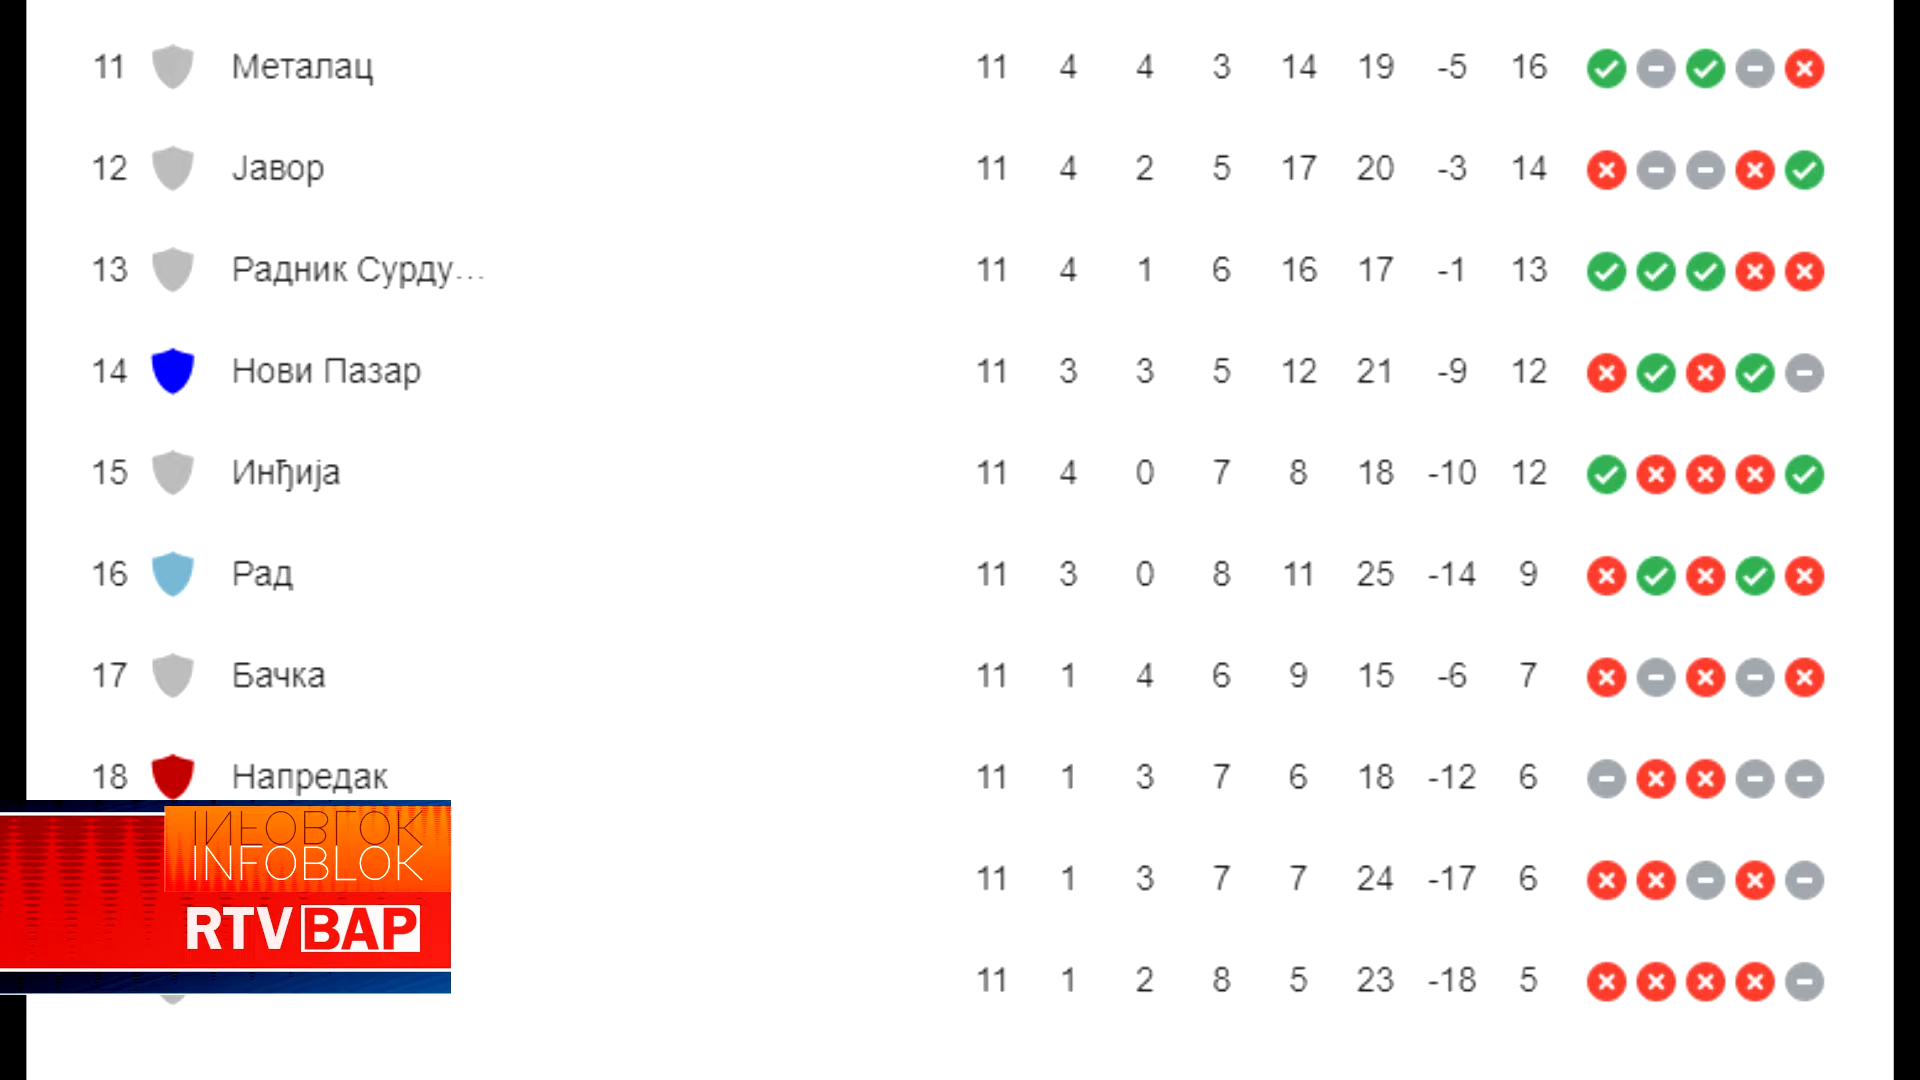 11 Металац 11 4 4 3 14 19 -5 16
12 Јавор 11 4 2 5 17 20 -3 14
13 Радник Сурду... 11 4 1 6 16 17 -1 13
14 Нови Пазар 11 3 3 5 12 21 -9 12
15 Инђија 11 4 0 7 8 18 -10 12
16 Рад 11 3 0 8 11 25 -14 9
17 Бачка 11 1 4 6 9 15 -6 7
18 Напредак 11 1 3 7 6 18 -12 6
11 1 3 7 7 24 -17 6
11 1 2 8 5 23 -18 5
ИНФОБЛОК
INFOBLOK
RTV BAP